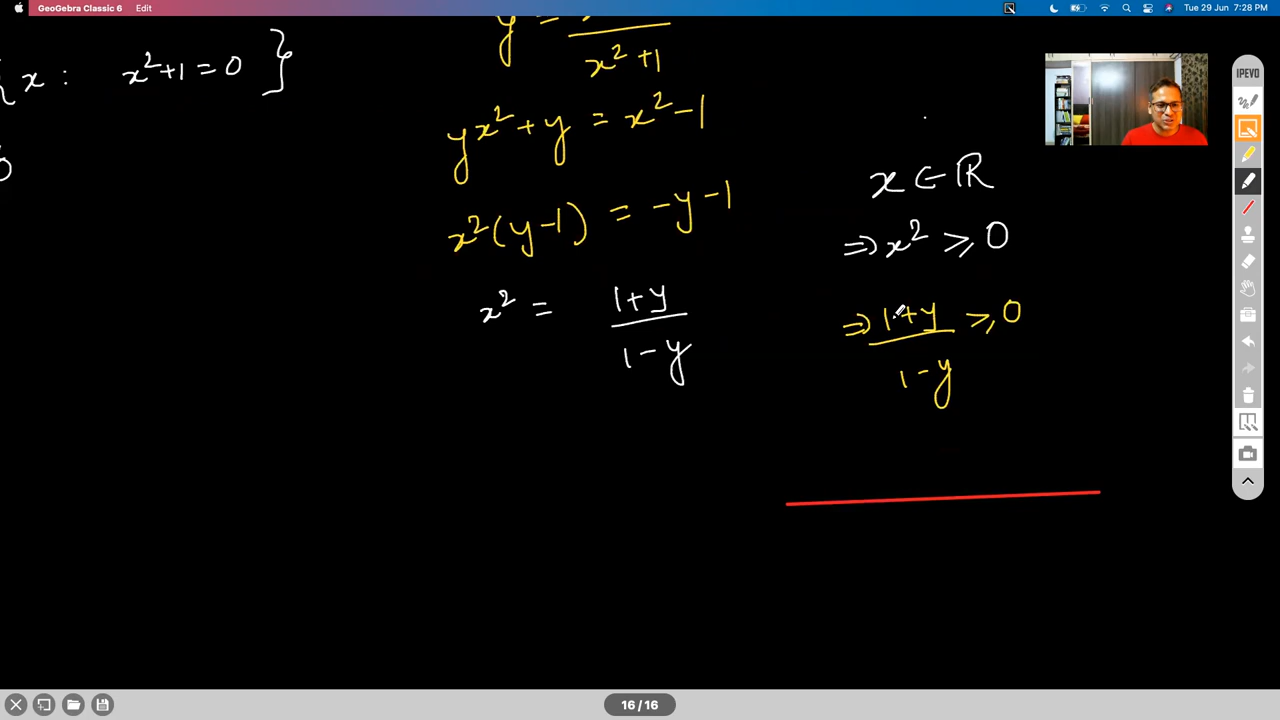 GeoGebra Classic 6 Edit Tue 29 Jun 7:28 PM
IPEVO
{x : x²+1 = 0 }
y =
x² + 1
yx² + y = x² - 1
x² (y-1) = -y-1
x² = 1+y / 1-y
x ∈ ℝ
⇒ x² ≥ 0
⇒ 1+y / 1-y ≥ 0
16 / 16